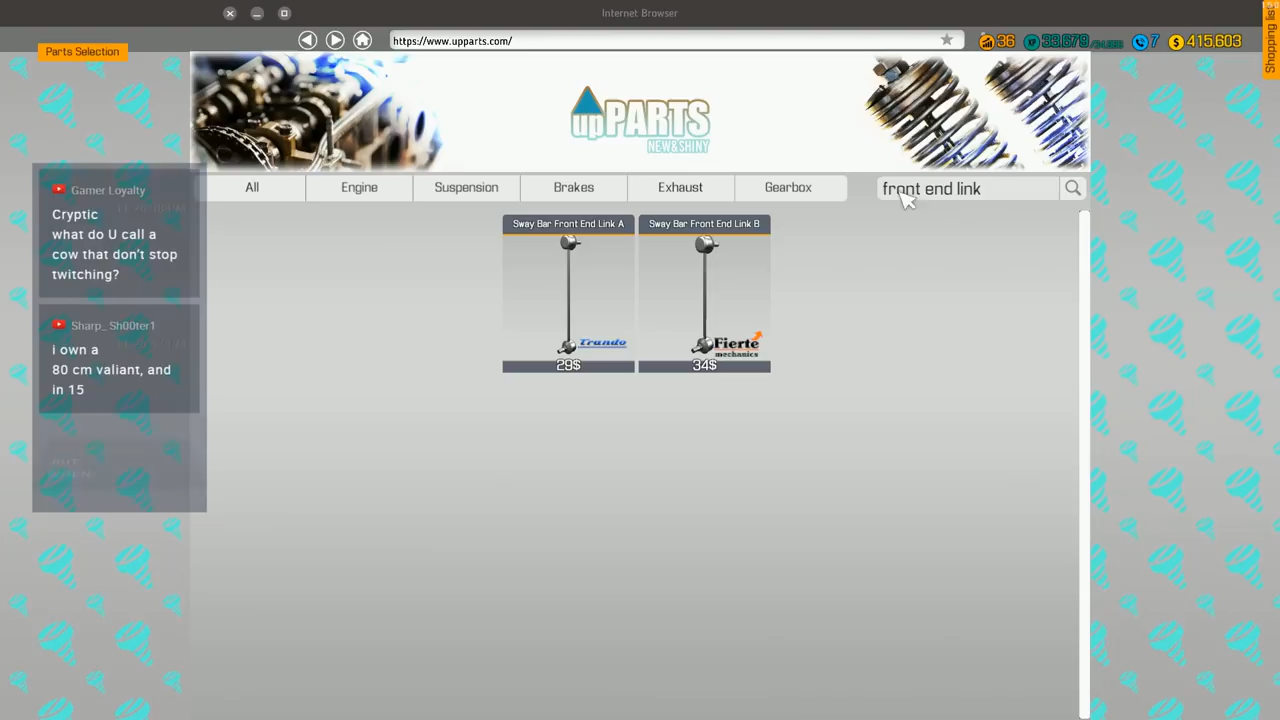 Internet Browser
Shopping list
Parts Selection
https://www.upparts.com/
36
7
415,603
upPARTS
NEW&SHINY
All
Engine
Suspension
Brakes
Exhaust
Gearbox
front end link
Gamer Loyalty
Cryptic
what do U call a
cow that don't stop
twitching?
Sharp_ Sh00ter1
i own a
80 cm valiant, and
in 15
Sway Bar Front End Link A
Trando
29$
Sway Bar Front End Link B
Fierte
mechanics
34$